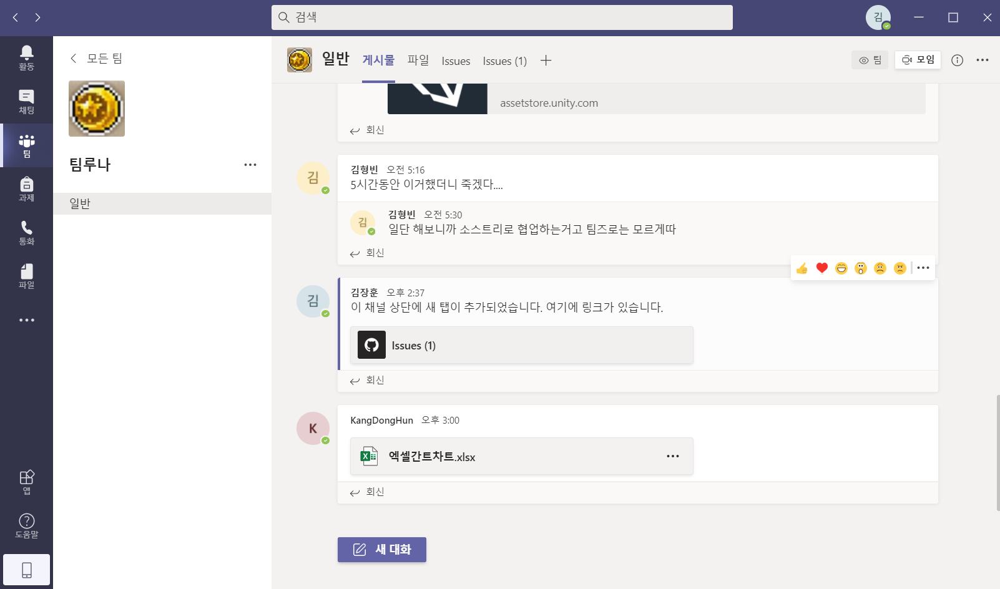 검색
김
활동
채팅
팀
과제
통화
파일
앱
도움말
모든 팀
팀루나
일반
일반
게시물
파일
Issues
Issues (1)
팀
모임
assetstore.unity.com
회신
김
김형빈 오전 5:16
5시간동안 이거했더니 죽겠다....
김
김형빈 오전 5:30
일단 해보니까 소스트리로 협업하는거고 팀즈로는 모르게따
회신
김
김장훈 오후 2:37
이 채널 상단에 새 탭이 추가되었습니다. 여기에 링크가 있습니다.
Issues (1)
회신
K
KangDongHun 오후 3:00
엑셀간트차트.xlsx
회신
새 대화